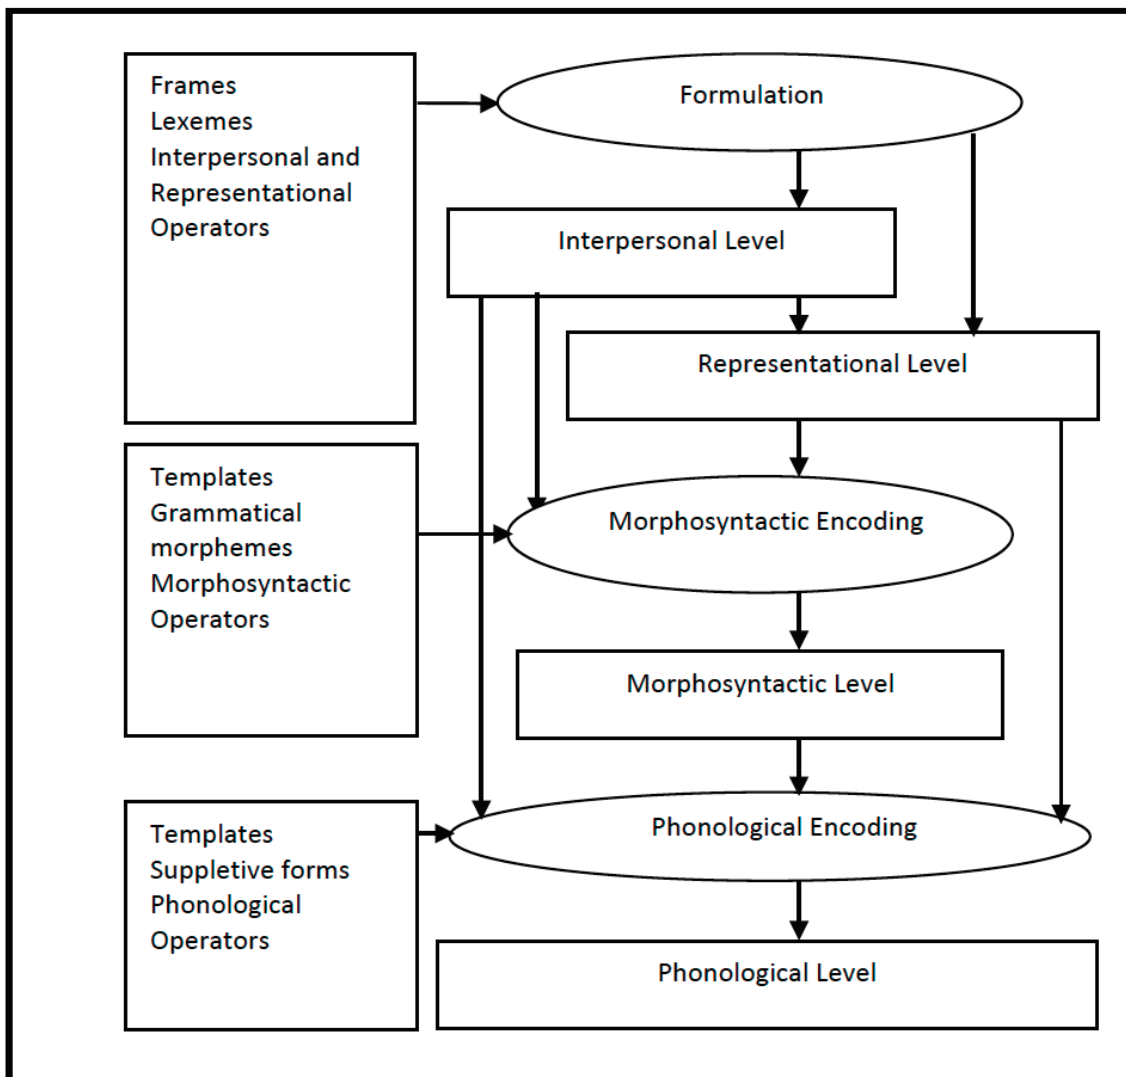 Frames
Lexemes
Interpersonal and
Representational
Operators
Formulation
Interpersonal Level
Representational Level
Templates
Grammatical
morphemes
Morphosyntactic
Operators
Morphosyntactic Encoding
Morphosyntactic Level
Templates
Suppletive forms
Phonological
Operators
Phonological Encoding
Phonological Level